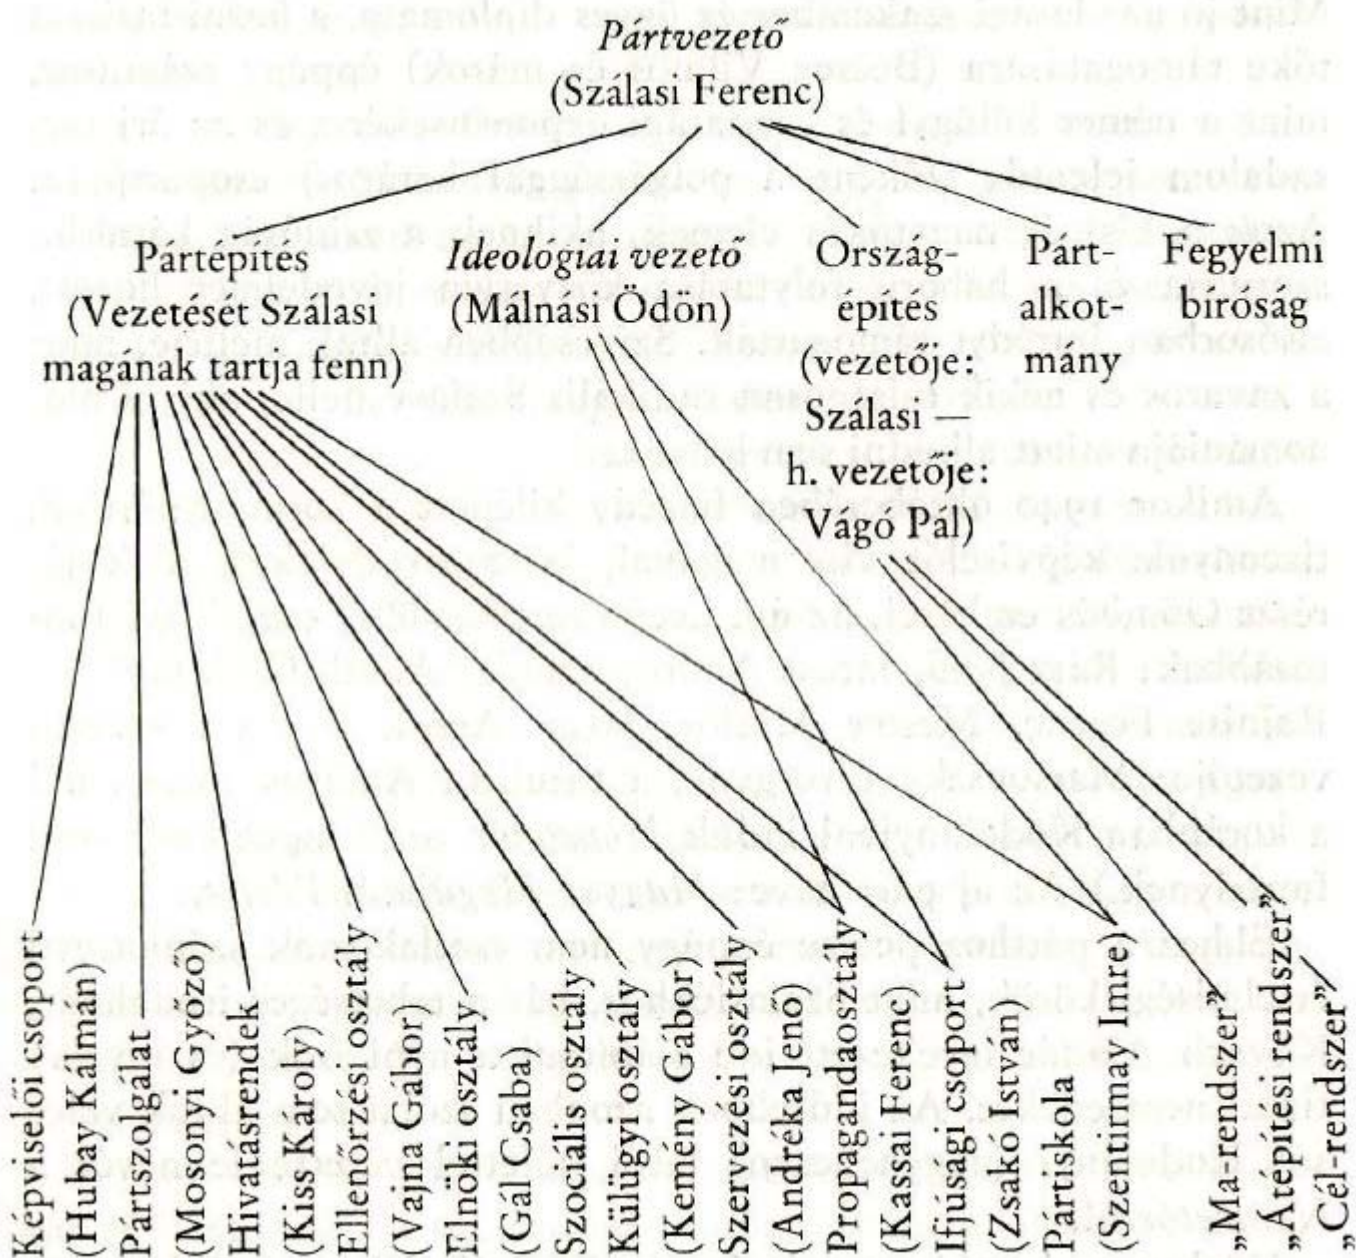 Pártvezető
(Szálasi Ferenc)
Pártépítés
(Vezetését Szálasi
magának tartja fenn)
Ideológiai vezető
(Málnási Ödön)
Ország-
építés
(vezetője:
Szálasi —
h. vezetője:
Vágó Pál)
Párt-
alkot-
mány
Fegyelmi
bíróság
Képviselői csoport
(Hubay Kálmán)
Pártszolgálat
(Mosonyi Győző)
Hivatásrendek
(Kiss Károly)
Ellenőrzési osztály
(Vajna Gábor)
Elnöki osztály
(Gál Csaba)
Szociális osztály
Külügyi osztály
(Kemény Gábor)
Szervezési osztály
(Andréka Jenő)
Propagandaosztály
(Kassai Ferenc)
Ifjúsági csoport
(Zsakó István)
Pártiskola
(Szentirmay Imre)
„Ma-rendszer”
„Átépítési rendszer”
„Cél-rendszer”